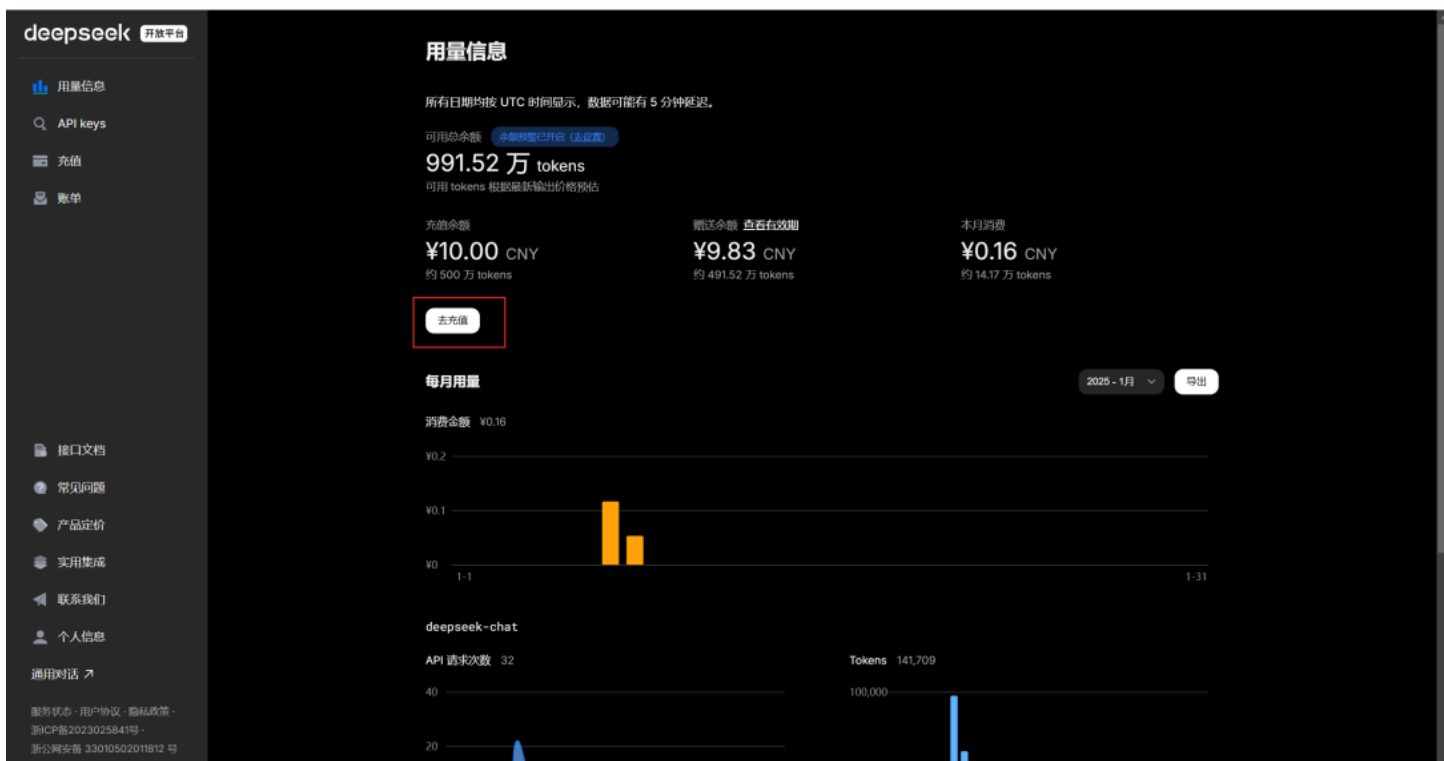 deepseek 开放平台
用量信息
API keys
充值
账单
接口文档
常见问题
产品定价
实用集成
联系我们
个人信息
通用对话
服务状态 · 用户协议 · 隐私政策 ·
浙ICP备2023025841号 ·
浙公网安备 33010502011812 号
用量信息
所有日期均按 UTC 时间显示，数据可能有 5 分钟延迟。
可用总余额 余额预警已开启（去设置）
991.52 万 tokens
可用 tokens 根据最新输出价格预估
充值余额 赠送余额 查看有效期 本月消费
¥10.00 CNY ¥9.83 CNY ¥0.16 CNY
约 500 万 tokens 约 491.52 万 tokens 约 14.17 万 tokens
去充值
每月用量 2025 - 1月 导出
消费金额 ¥0.16
¥0.2
¥0.1
¥0
1-1 1-31
deepseek-chat
API 请求次数 32 Tokens 141,709
40 100,000
20